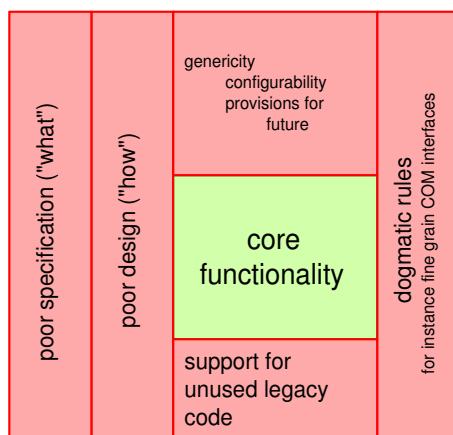 poor specification ("what")
poor design ("how")
genericity
configurability
provisions for
future
core
functionality
support for
unused legacy
code
dogmatic rules
for instance fine grain COM interfaces